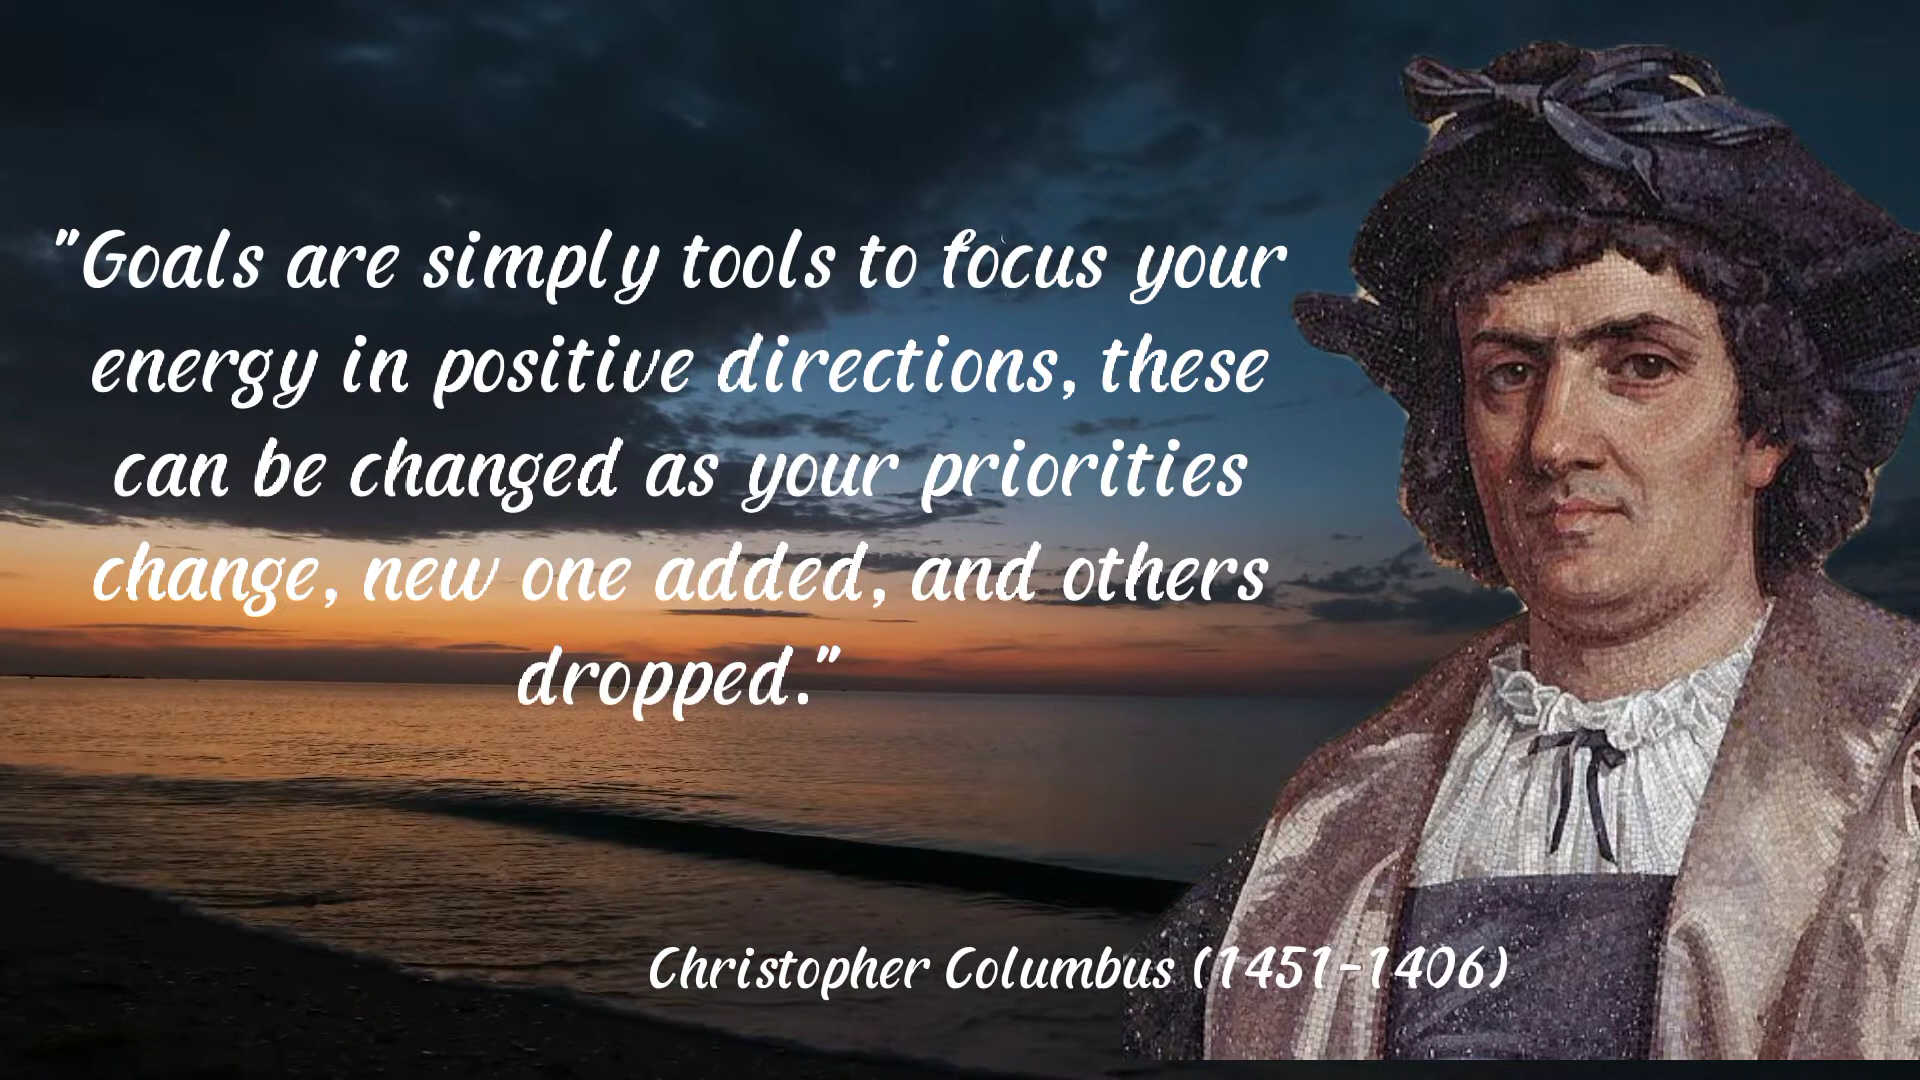 "Goals are simply tools to focus your
energy in positive directions, these
can be changed as your priorities
change, new one added, and others
dropped."
Christopher Columbus (1451-1406)